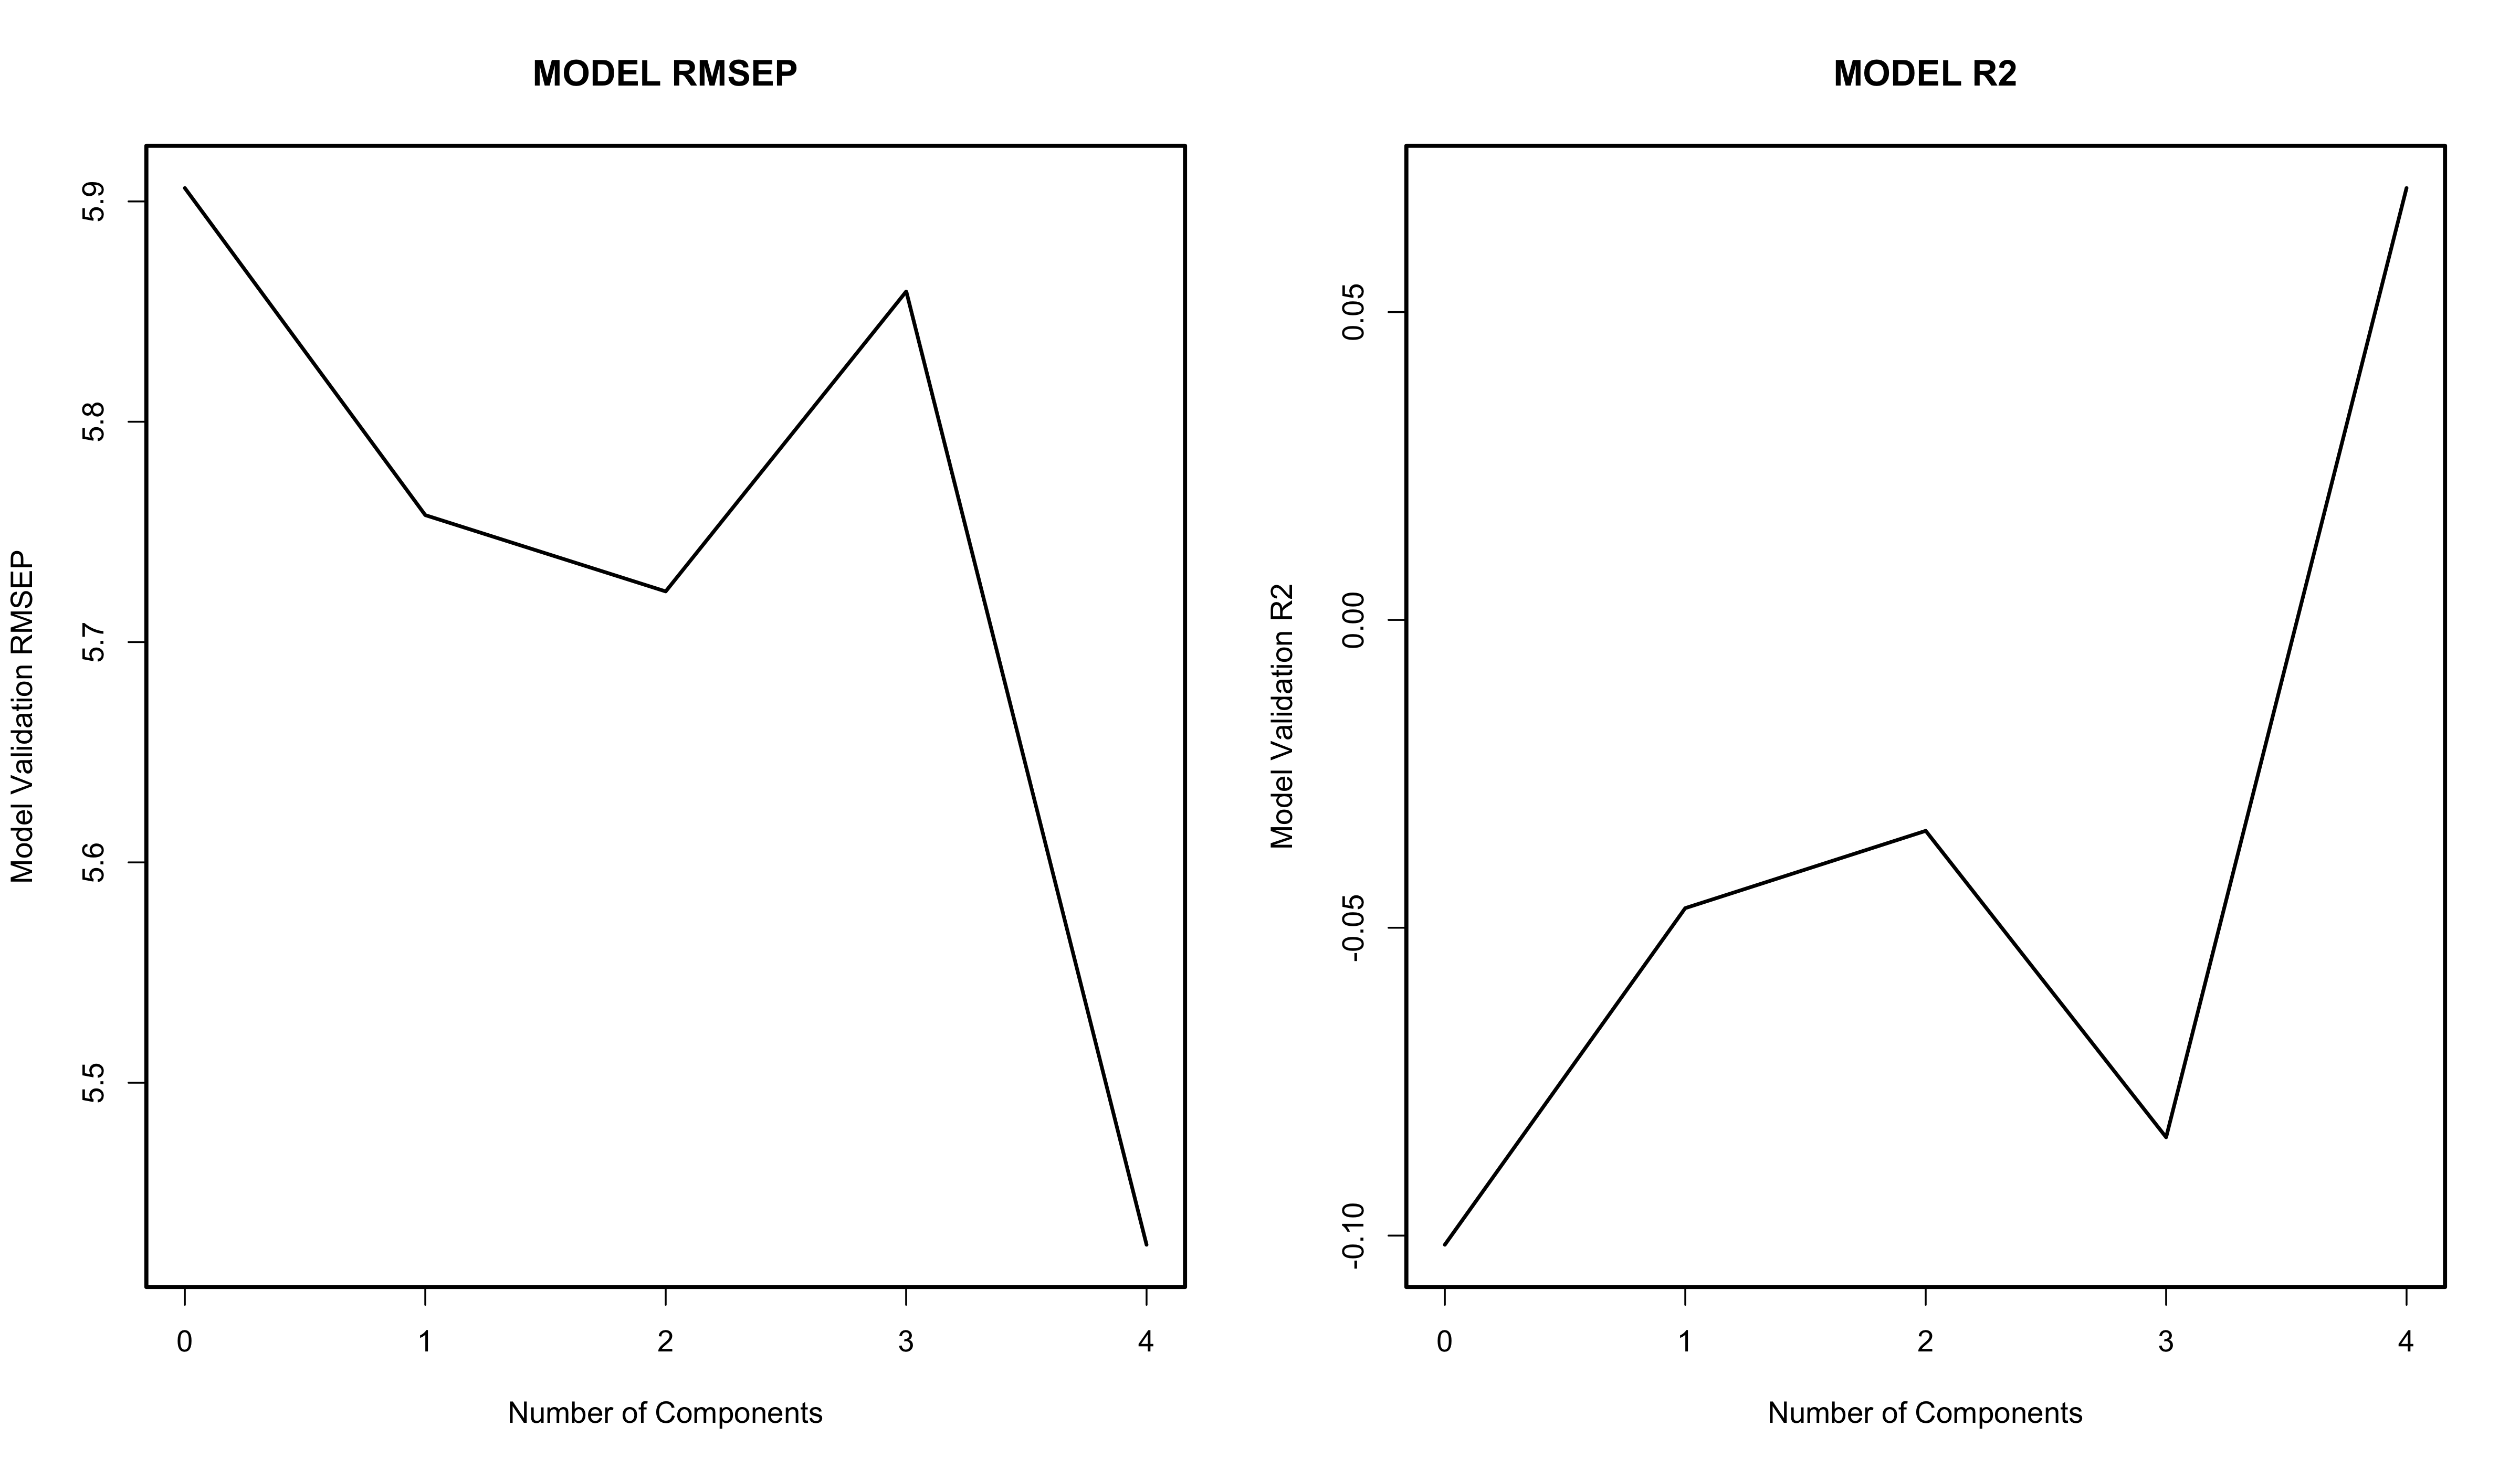 MODEL RMSEP
Model Validation RMSEP
5.9
5.8
5.7
5.6
5.5
0 1 2 3 4
Number of Components
MODEL R2
Model Validation R2
0.05
0.00
-0.05
-0.10
0 1 2 3 4
Number of Components